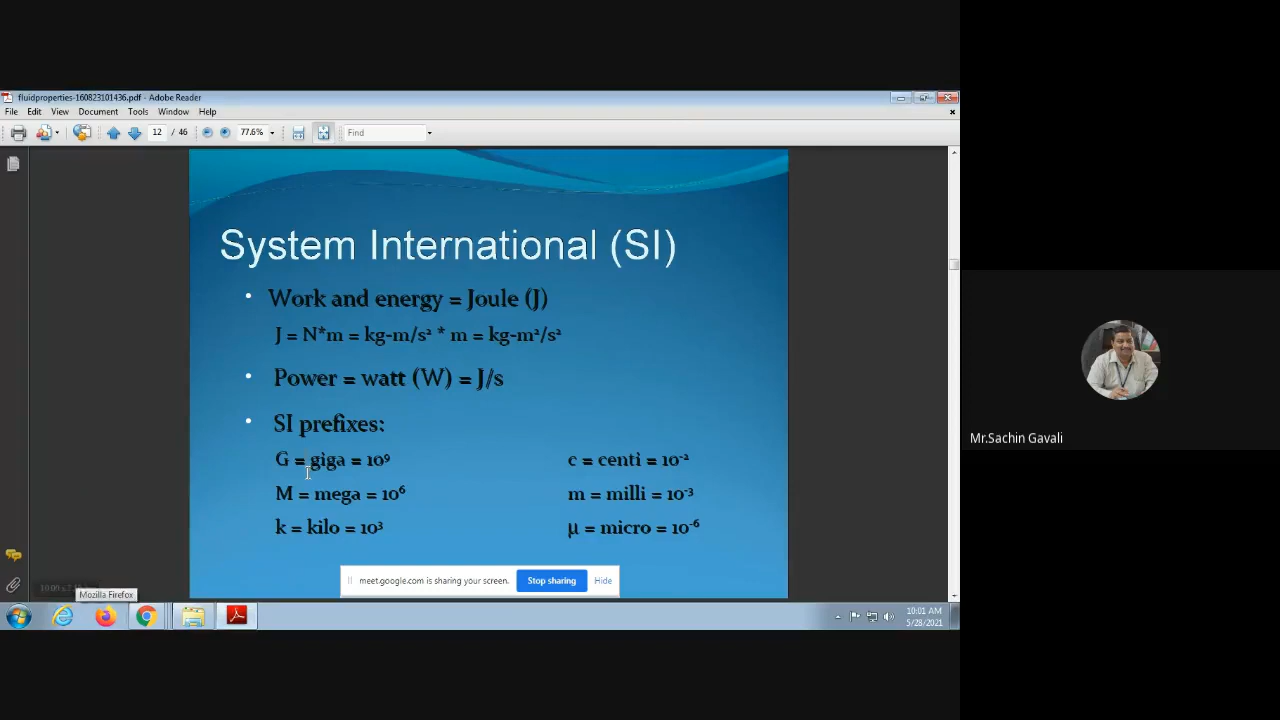 fluidproperties-160823101436.pdf - Adobe Reader
File Edit View Document Tools Window Help
12 / 46 77.6% Find
System International (SI)
• Work and energy = Joule (J)
J = N*m = kg-m/s² * m = kg-m²/s²
• Power = watt (W) = J/s
• SI prefixes:
G = giga = 10⁹ c = centi = 10⁻²
M = mega = 10⁶ m = milli = 10⁻³
k = kilo = 10³ µ = micro = 10⁻⁶
meet.google.com is sharing your screen. Stop sharing Hide
Mozilla Firefox
10:01 AM
5/28/2021
Mr.Sachin Gavali